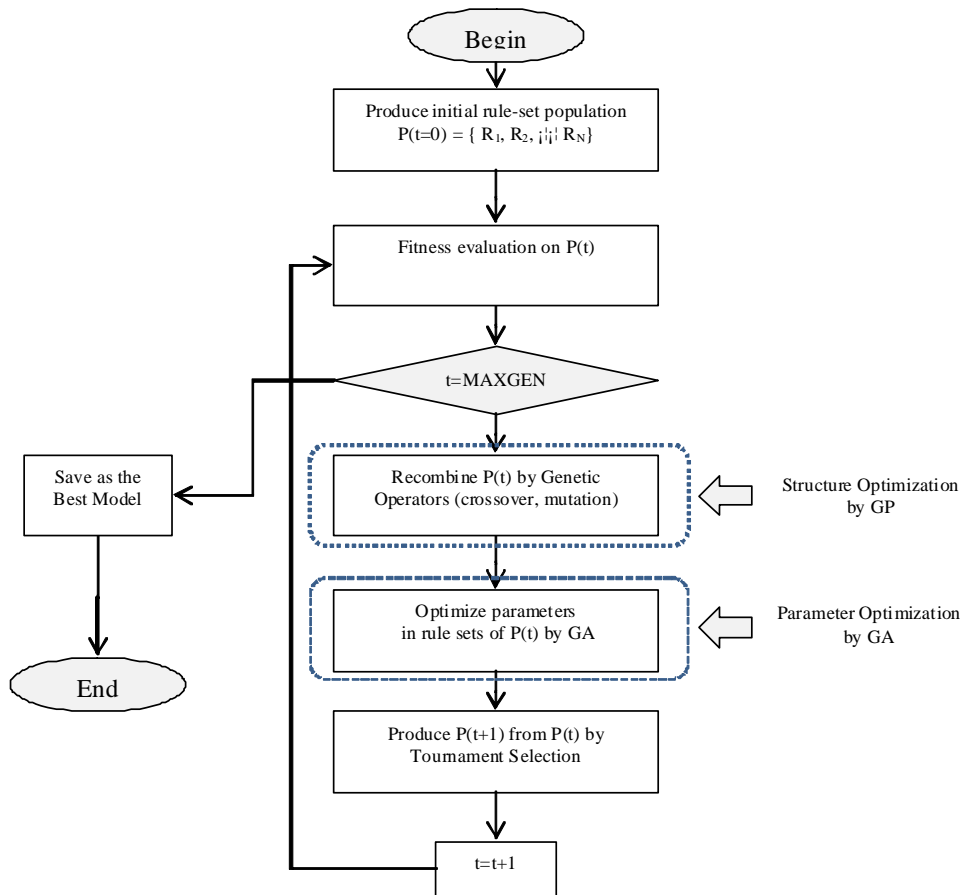 Begin
Produce initial rule-set population
P(t=0) = { R₁, R₂, ¡¦¡¦ R_N}
Fitness evaluation on P(t)
t=MAXGEN
Recombine P(t) by Genetic
Operators (crossover, mutation)
Structure Optimization
by GP
Save as the
Best Model
Optimize parameters
in rule sets of P(t) by GA
Parameter Optimization
by GA
End
Produce P(t+1) from P(t) by
Tournament Selection
t=t+1